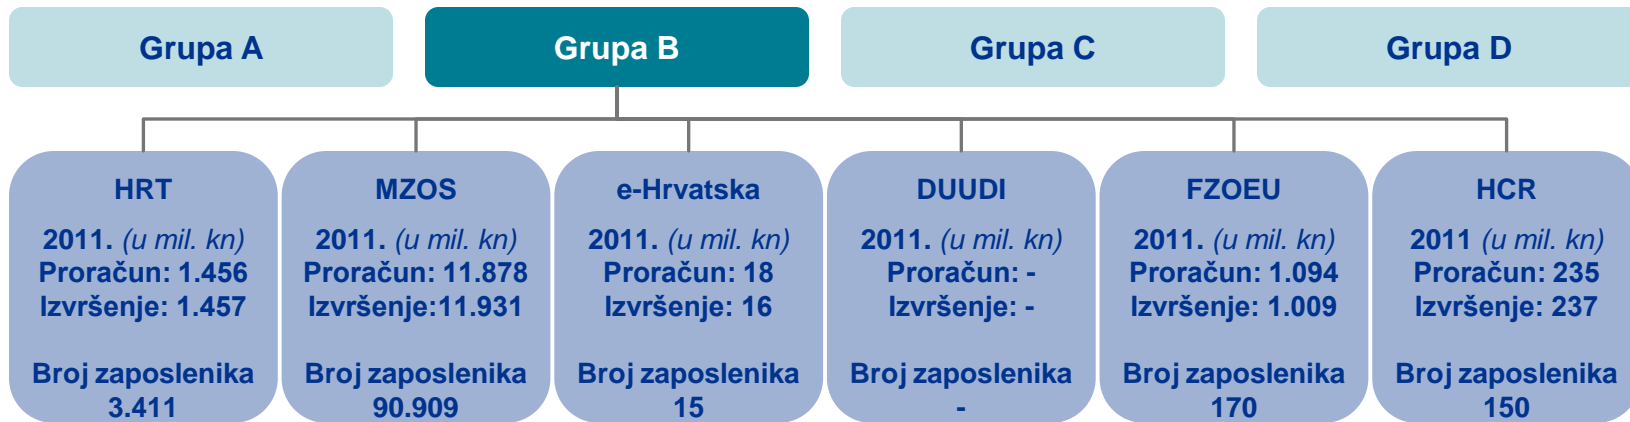 Grupa A
Grupa B
Grupa C
Grupa D
HRT
2011. (u mil. kn)
Proračun: 1.456
Izvršenje: 1.457
Broj zaposlenika
3.411
MZOS
2011. (u mil. kn)
Proračun: 11.878
Izvršenje:11.931
Broj zaposlenika
90.909
e-Hrvatska
2011. (u mil. kn)
Proračun: 18
Izvršenje: 16
Broj zaposlenika
15
DUUDI
2011. (u mil. kn)
Proračun: -
Izvršenje: -
Broj zaposlenika
-
FZOEU
2011. (u mil. kn)
Proračun: 1.094
Izvršenje: 1.009
Broj zaposlenika
170
HCR
2011 (u mil. kn)
Proračun: 235
Izvršenje: 237
Broj zaposlenika
150